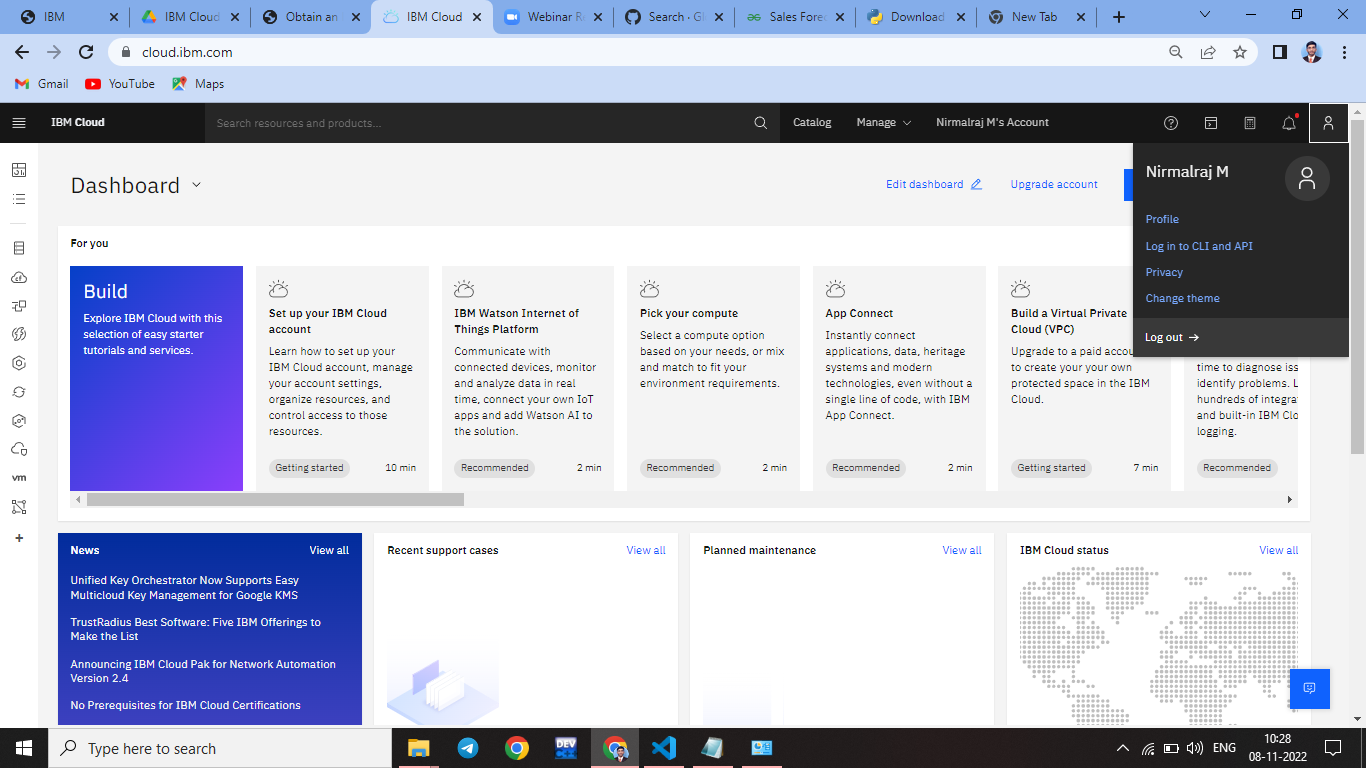 IBM
IBM Cloud
Obtain an
IBM Cloud
Webinar R
Search · G
Sales Fore
Download
New Tab
cloud.ibm.com
Gmail
YouTube
Maps
IBM Cloud
Search resources and products...
Catalog
Manage
Nirmalraj M's Account
Dashboard
Edit dashboard
Upgrade account
Nirmalraj M
Profile
Log in to CLI and API
Privacy
Change theme
Log out →
For you
Build
Explore IBM Cloud with this
selection of easy starter
tutorials and services.
Set up your IBM Cloud
account
Learn how to set up your
IBM Cloud account, manage
your account settings,
organize resources, and
control access to those
resources.
Getting started
10 min
IBM Watson Internet of
Things Platform
Communicate with
connected devices, monitor
and analyze data in real
time, connect your own IoT
apps and add Watson AI to
the solution.
Recommended
2 min
Pick your compute
Select a compute option
based on your needs, or mix
and match to fit your
environment requirements.
Recommended
2 min
App Connect
Instantly connect
applications, data, heritage
systems and modern
technologies, even without a
single line of code, with IBM
App Connect.
Recommended
2 min
Build a Virtual Private
Cloud (VPC)
Upgrade to a paid accou
to create your your own
protected space in the IBM
Cloud.
Getting started
7 min
time to diagnose iss
identify problems. L
hundreds of integrat
and built-in IBM Clo
logging.
Recommended
vm
News
View all
Unified Key Orchestrator Now Supports Easy
Multicloud Key Management for Google KMS
TrustRadius Best Software: Five IBM Offerings to
Make the List
Announcing IBM Cloud Pak for Network Automation
Version 2.4
No Prerequisites for IBM Cloud Certifications
Recent support cases
View all
Planned maintenance
View all
IBM Cloud status
View all
Type here to search
DEV
ENG
10:28
08-11-2022